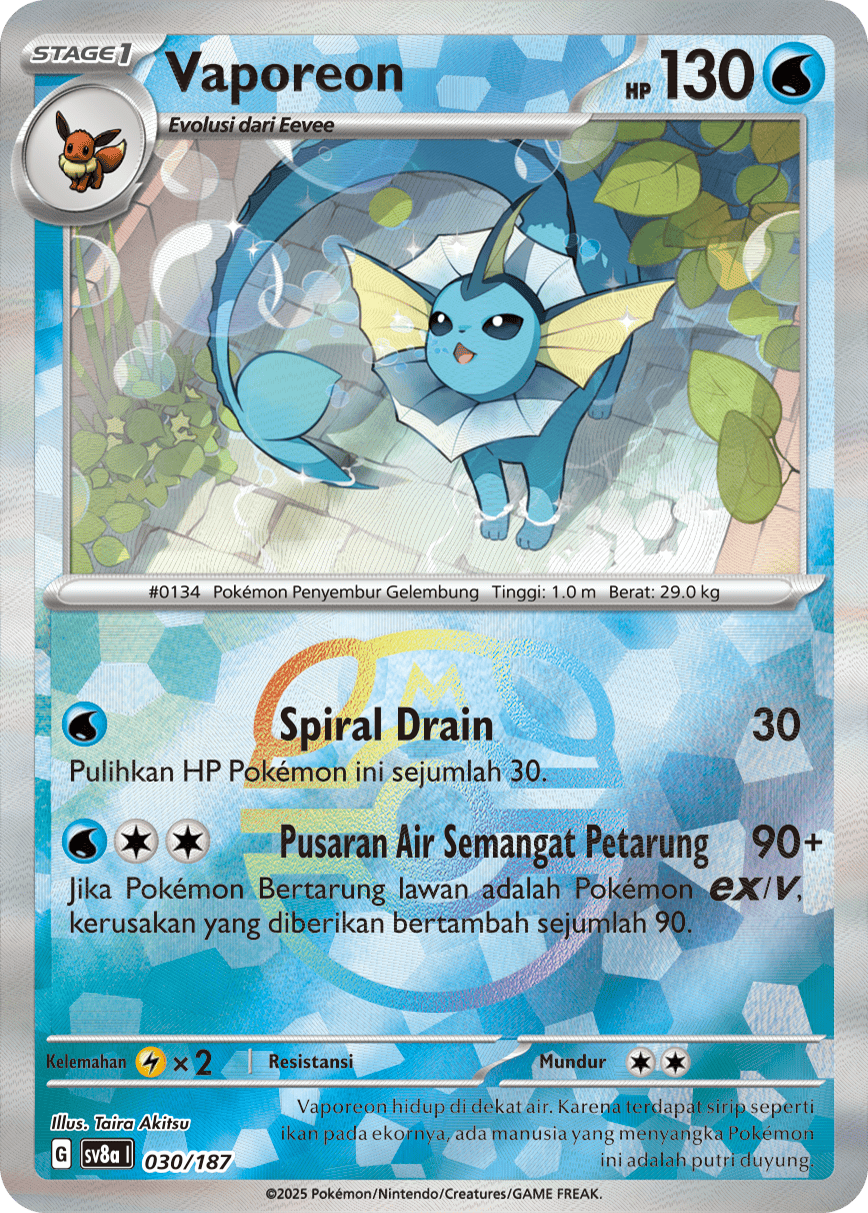 STAGE1
Vaporeon
HP 130
Evolusi dari Eevee
#0134 Pokémon Penyembur Gelembung Tinggi: 1.0 m Berat: 29.0 kg
M
Spiral Drain 30
Pulihkan HP Pokémon ini sejumlah 30.
Pusaran Air Semangat Petarung 90+
Jika Pokémon Bertarung lawan adalah Pokémon ex/V,
kerusakan yang diberikan bertambah sejumlah 90.
Kelemahan ×2 Resistansi Mundur
Vaporeon hidup di dekat air. Karena terdapat sirip seperti
ikan pada ekornya, ada manusia yang menyangka Pokémon
ini adalah putri duyung.
Illus. Taira Akitsu
G sv8a I 030/187
©2025 Pokémon/Nintendo/Creatures/GAME FREAK.